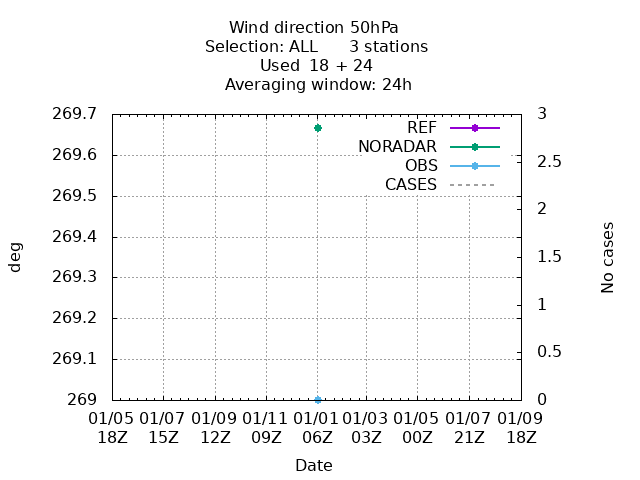 Wind direction 50hPa
Selection: ALL      3 stations
Used  18 + 24
Averaging window: 24h
269.7
269.6
269.5
269.4
269.3
269.2
269.1
269
deg
REF
NORADAR
OBS
CASES
3
2.5
2
1.5
1
0.5
0
No cases
01/05 01/07 01/09 01/11 01/01 01/03 01/05 01/07 01/09
18Z 15Z 12Z 09Z 06Z 03Z 00Z 21Z 18Z
Date